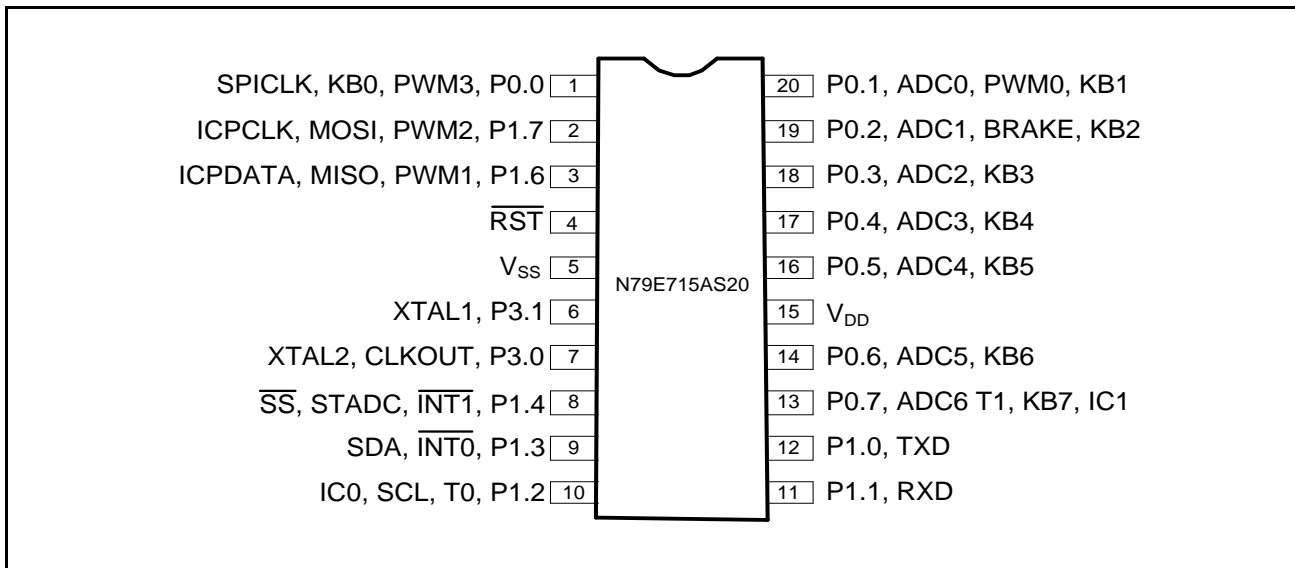 SPICLK, KB0, PWM3, P0.0 1
ICPCLK, MOSI, PWM2, P1.7 2
ICPDATA, MISO, PWM1, P1.6 3
R̅S̅T̅ 4
VSS 5
XTAL1, P3.1 6
XTAL2, CLKOUT, P3.0 7
S̅S̅, STADC, I̅N̅T̅1̅, P1.4 8
SDA, I̅N̅T̅0̅, P1.3 9
IC0, SCL, T0, P1.2 10
N79E715AS20
20 P0.1, ADC0, PWM0, KB1
19 P0.2, ADC1, BRAKE, KB2
18 P0.3, ADC2, KB3
17 P0.4, ADC3, KB4
16 P0.5, ADC4, KB5
15 VDD
14 P0.6, ADC5, KB6
13 P0.7, ADC6 T1, KB7, IC1
12 P1.0, TXD
11 P1.1, RXD